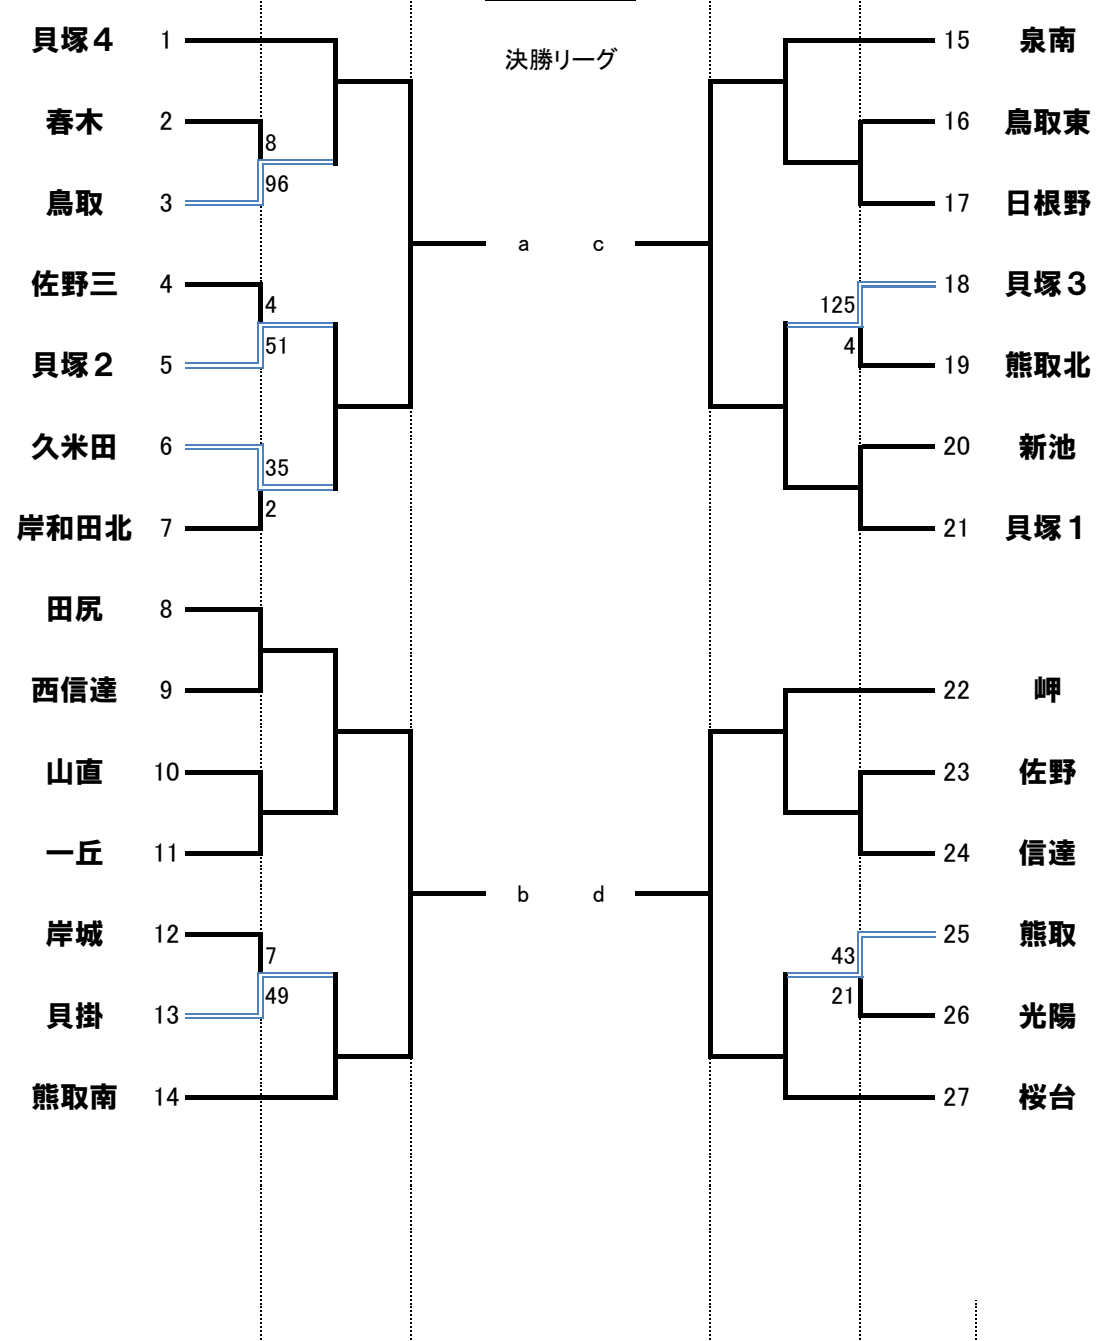 決勝リーグ
貝塚４ 1
春木 2
8
96
鳥取 3
佐野三 4
4
51
貝塚２ 5
久米田 6
35
2
岸和田北 7
田尻 8
西信達 9
山直 10
一丘 11
岸城 12
7
49
貝掛 13
熊取南 14
a c
b d
15 泉南
16 鳥取東
17 日根野
18 貝塚３
125
4
19 熊取北
20 新池
21 貝塚１
22 岬
23 佐野
24 信達
25 熊取
43
21
26 光陽
27 桜台